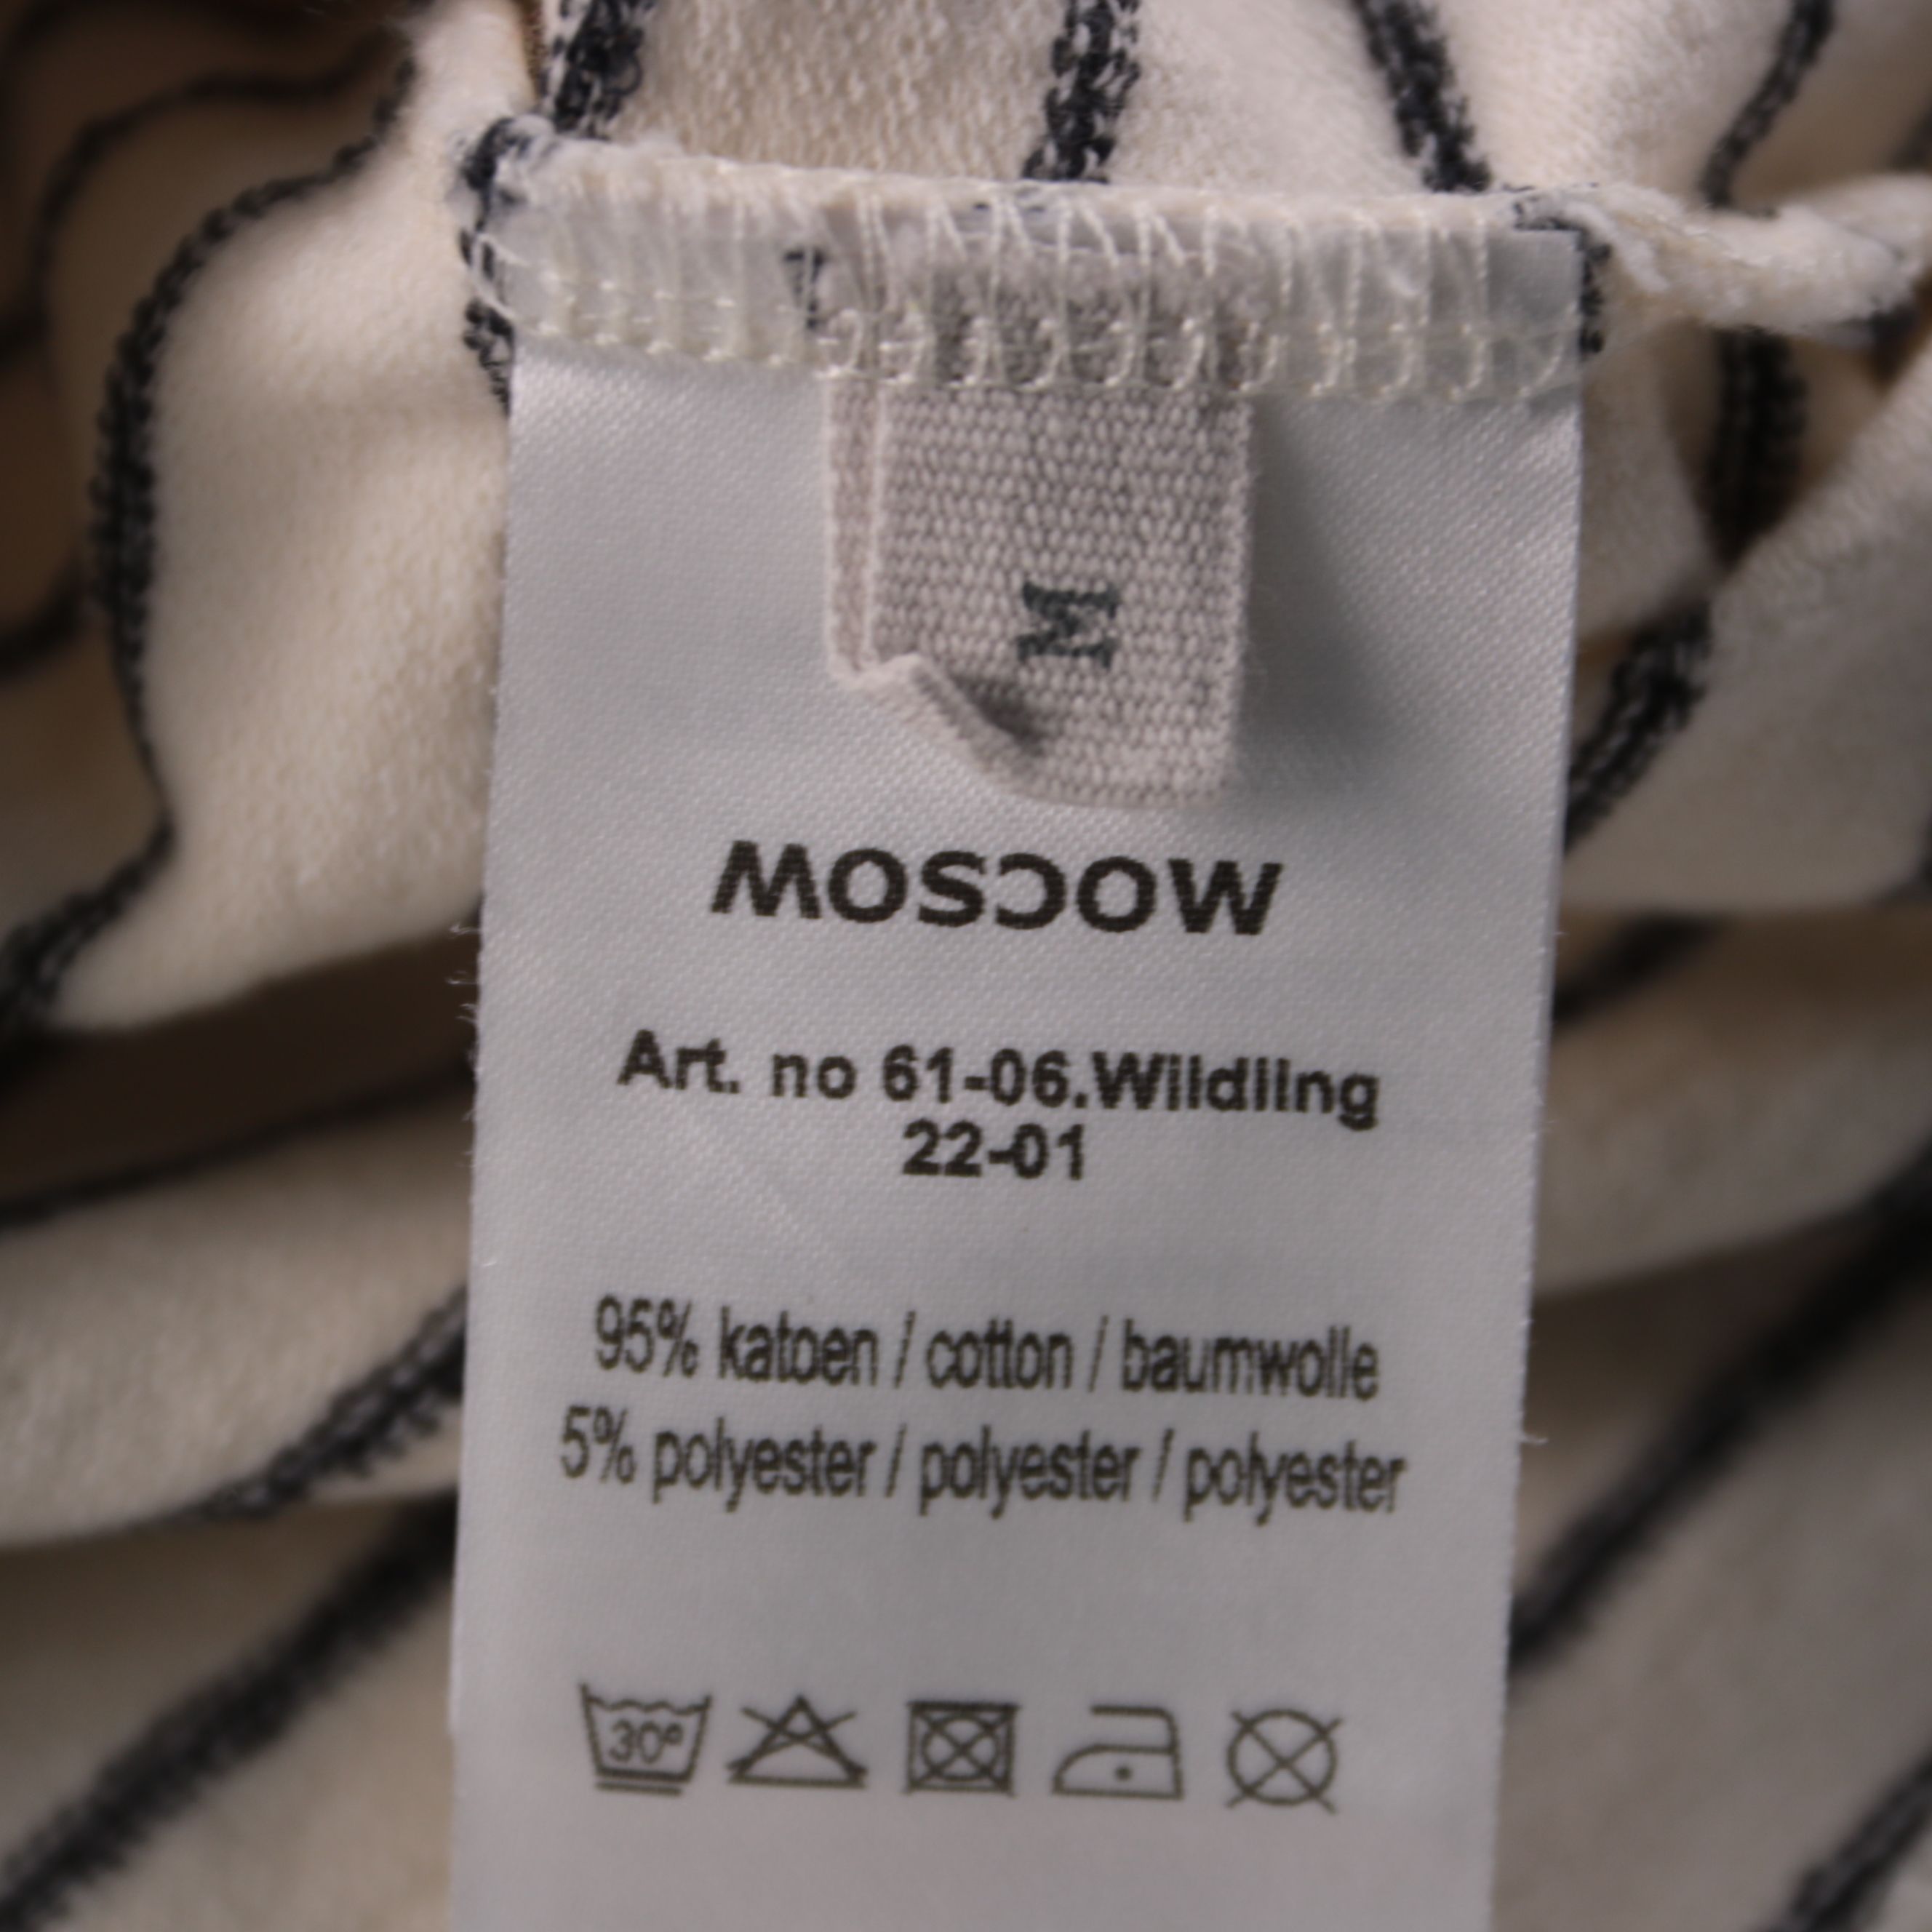 M
MOSCOW
Art. no 61-06.Wildling
22-01
95% katoen / cotton / baumwolle
5% polyester / polyester / polyester
30°